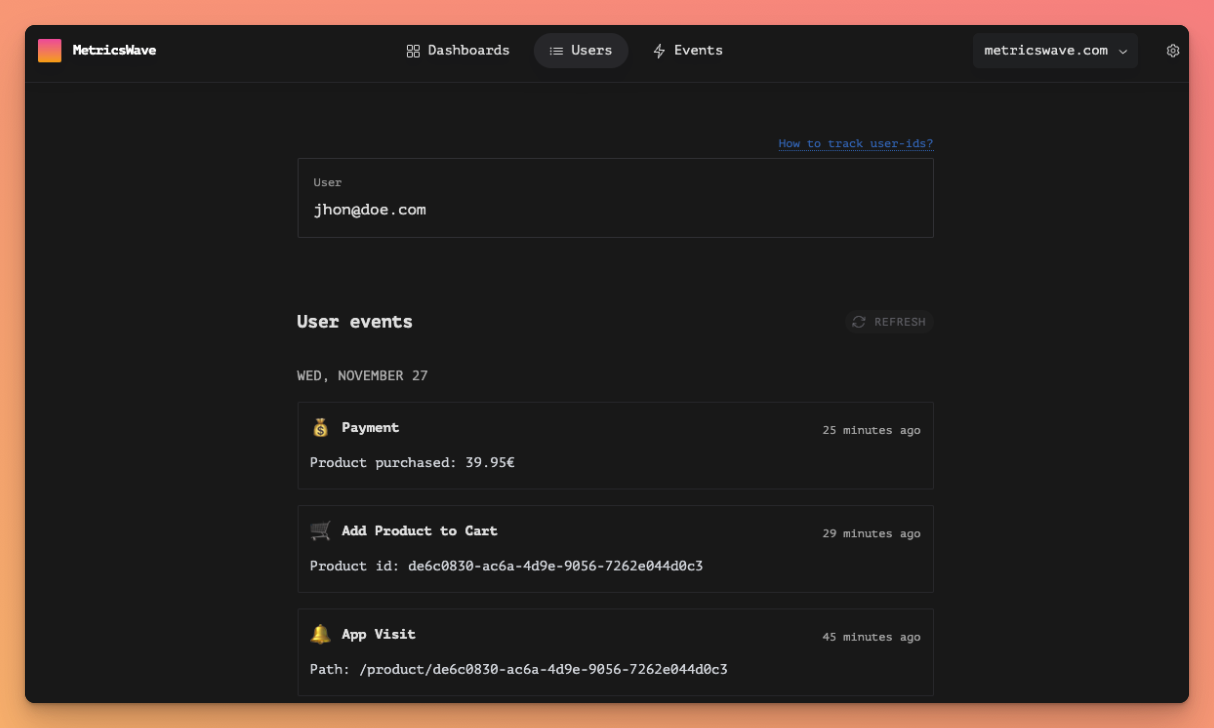 MetricsWave
Dashboards
Users
Events
metricswave.com
How to track user-ids?
User
jhon@doe.com
User events
REFRESH
WED, NOVEMBER 27
Payment
25 minutes ago
Product purchased: 39.95€
Add Product to Cart
29 minutes ago
Product id: de6c0830-ac6a-4d9e-9056-7262e044d0c3
App Visit
45 minutes ago
Path: /product/de6c0830-ac6a-4d9e-9056-7262e044d0c3